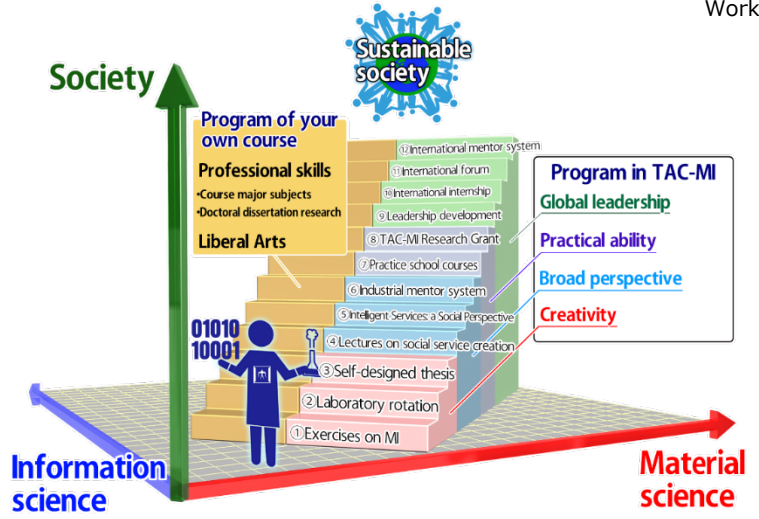 Work
Sustainable
society
Society
Program of your
own course
Professional skills
•Course major subjects
•Doctoral dissertation research
Liberal Arts
⑫International mentor system
⑪International forum
⑩International internship
⑨Leadership development
⑧TAC-MI Research Grant
⑦Practice school courses
⑥Industrial mentor system
⑤Intelligent Services: a Social Perspective
④Lectures on social service creation
③Self-designed thesis
②Laboratory rotation
①Exercises on MI
Program in TAC-MI
Global leadership
Practical ability
Broad perspective
Creativity
01010
10001
Information
science
Material
science